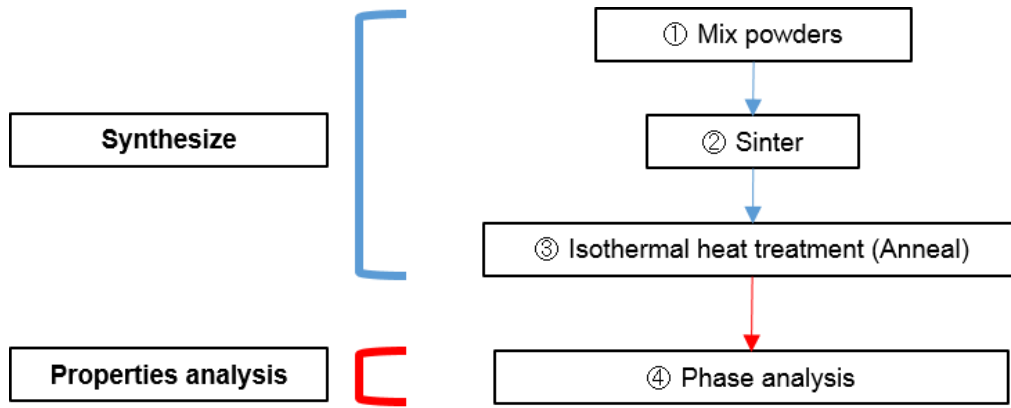 ① Mix powders
Synthesize
② Sinter
③ Isothermal heat treatment (Anneal)
Properties analysis
④ Phase analysis